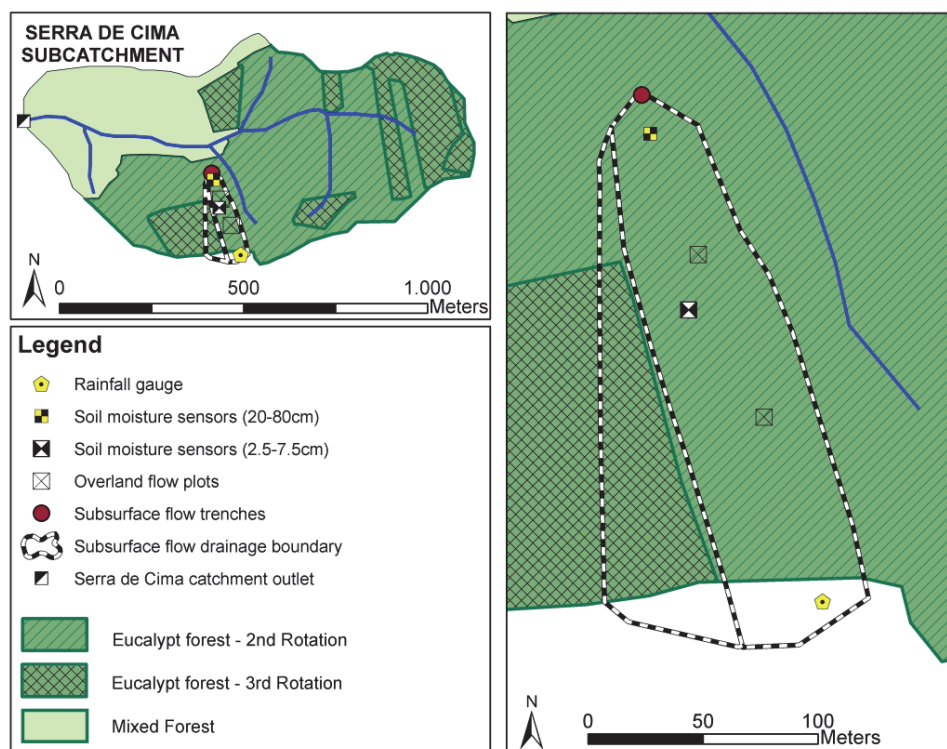 SERRA DE CIMA
SUBCATCHMENT
N
0 500 1.000
Meters
Legend
Rainfall gauge
Soil moisture sensors (20-80cm)
Soil moisture sensors (2.5-7.5cm)
Overland flow plots
Subsurface flow trenches
Subsurface flow drainage boundary
Serra de Cima catchment outlet
Eucalypt forest - 2nd Rotation
Eucalypt forest - 3rd Rotation
Mixed Forest
N
0 50 100
Meters